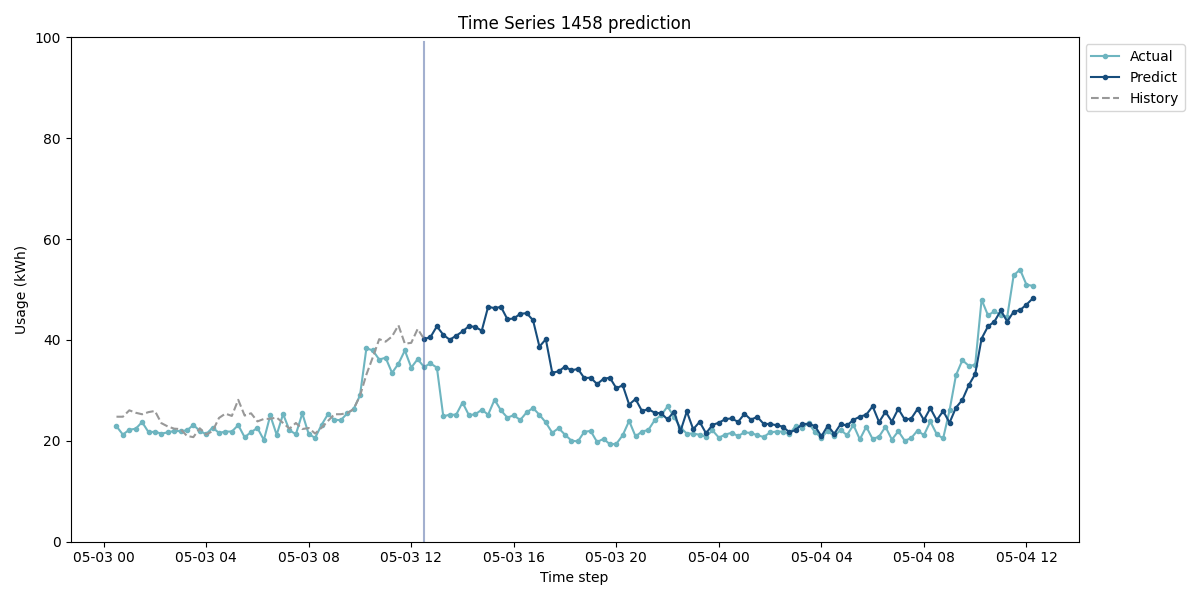 Time Series 1458 prediction
100
80
60
40
20
0
Usage (kWh)
05-03 00 05-03 04 05-03 08 05-03 12 05-03 16 05-03 20 05-04 00 05-04 04 05-04 08 05-04 12
Time step
Actual
Predict
History